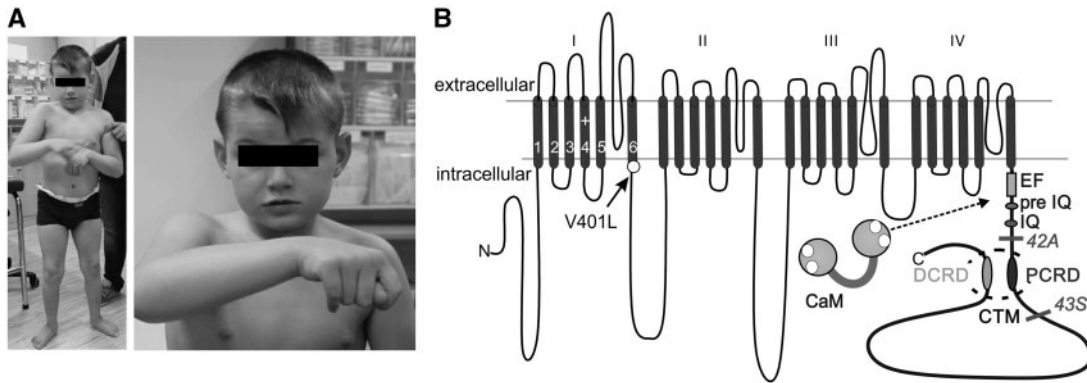 A
B
I II III IV
extracellular
+
1 2 3 4 5 6
intracellular
V401L
N
EF
pre IQ
IQ
42A
C
DCRD
PCRD
CaM
CTM
43S